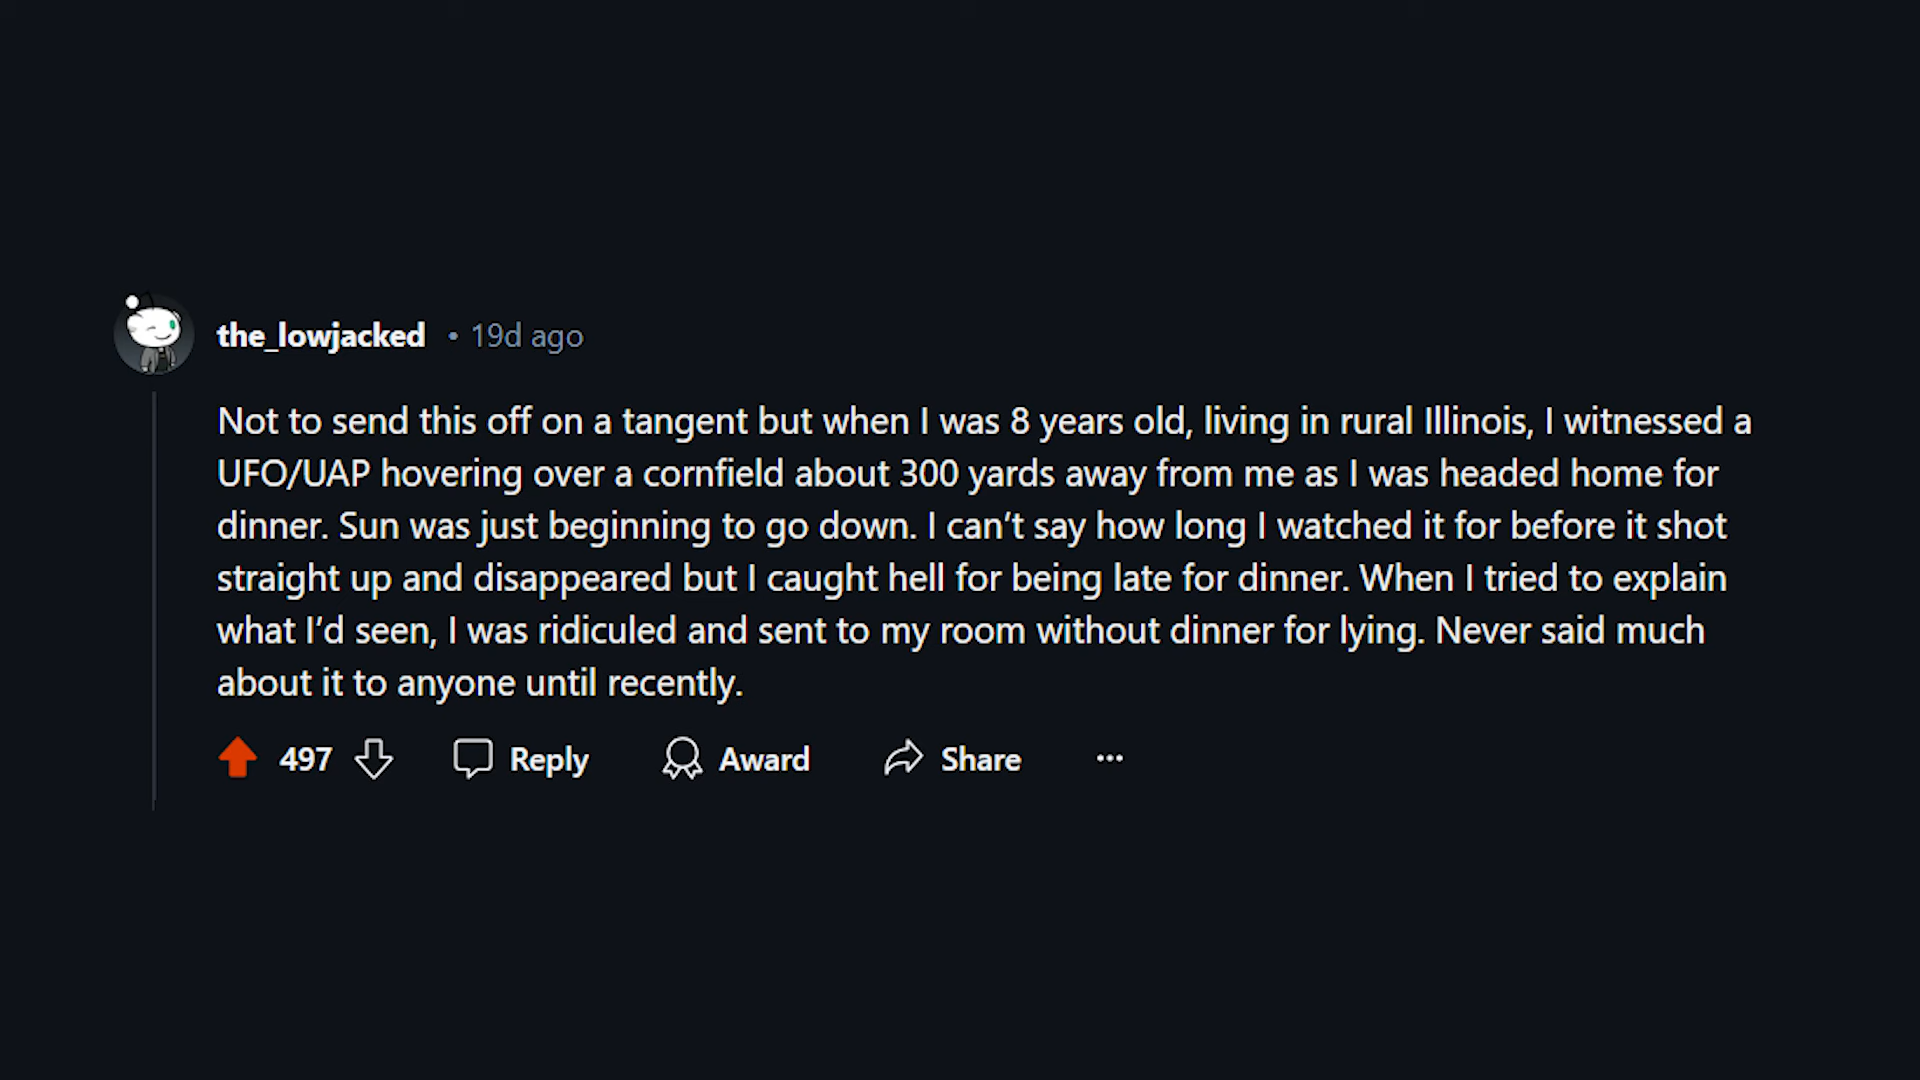 the_lowjacked • 19d ago
Not to send this off on a tangent but when I was 8 years old, living in rural Illinois, I witnessed a
UFO/UAP hovering over a cornfield about 300 yards away from me as I was headed home for
dinner. Sun was just beginning to go down. I can’t say how long I watched it for before it shot
straight up and disappeared but I caught hell for being late for dinner. When I tried to explain
what I’d seen, I was ridiculed and sent to my room without dinner for lying. Never said much
about it to anyone until recently.
497 Reply Award Share ...